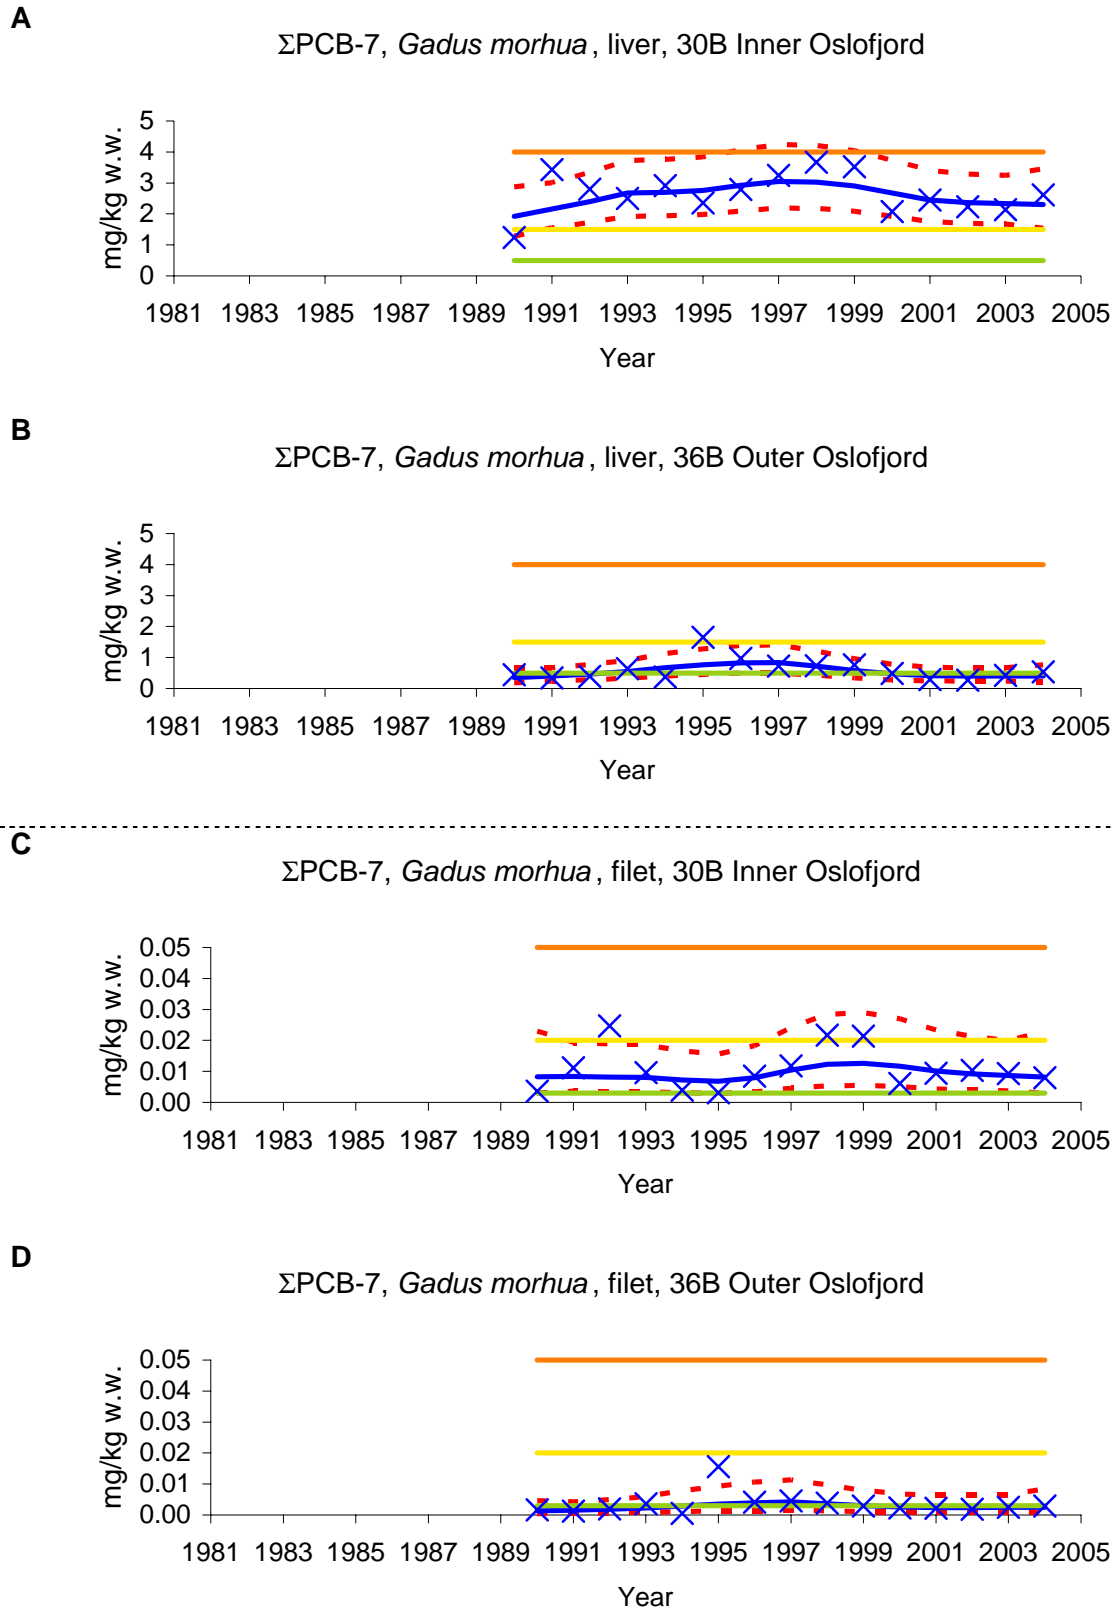 A
ΣPCB-7, Gadus morhua, liver, 30B Inner Oslofjord
mg/kg w.w.
5
4
3
2
1
0
1981 1983 1985 1987 1989 1991 1993 1995 1997 1999 2001 2003 2005
Year
B
ΣPCB-7, Gadus morhua, liver, 36B Outer Oslofjord
mg/kg w.w.
5
4
3
2
1
0
1981 1983 1985 1987 1989 1991 1993 1995 1997 1999 2001 2003 2005
Year
C
ΣPCB-7, Gadus morhua, filet, 30B Inner Oslofjord
mg/kg w.w.
0.05
0.04
0.03
0.02
0.01
0.00
1981 1983 1985 1987 1989 1991 1993 1995 1997 1999 2001 2003 2005
Year
D
ΣPCB-7, Gadus morhua, filet, 36B Outer Oslofjord
mg/kg w.w.
0.05
0.04
0.03
0.02
0.01
0.00
1981 1983 1985 1987 1989 1991 1993 1995 1997 1999 2001 2003 2005
Year